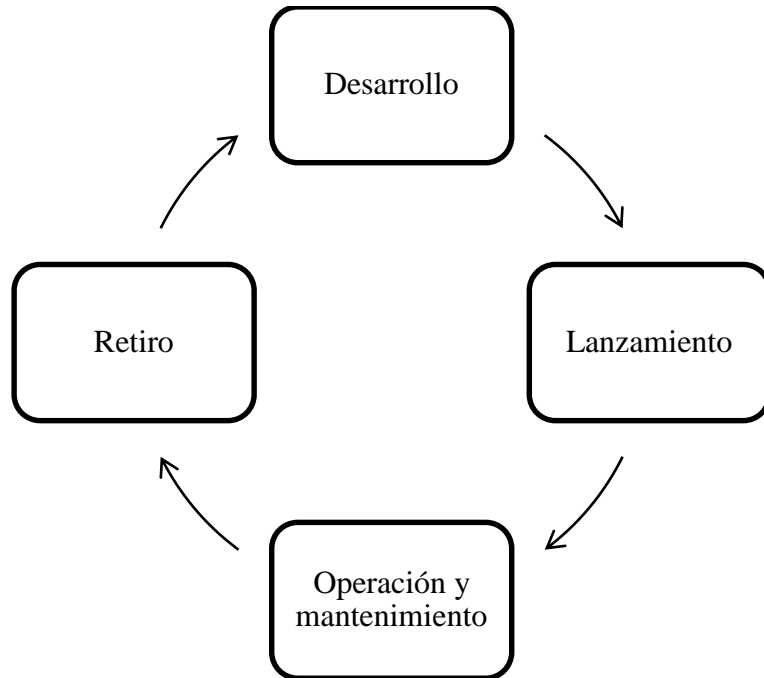 Desarrollo
Lanzamiento
Operación y
mantenimiento
Retiro